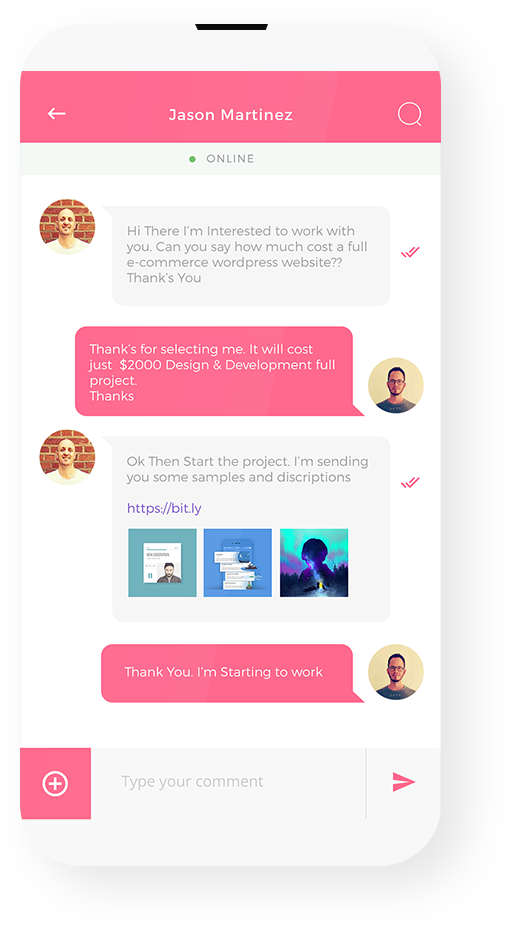 Jason Martinez
ONLINE
Hi There I'm Interested to work with
you. Can you say how much cost a full
e-commerce wordpress website??
Thank's You
Thank's for selecting me. It will cost
just $2000 Design & Development full
project.
Thanks
Ok Then Start the project. I'm sending
you some samples and discriptions
https://bit.ly
NEW GENERATION
Thank You. I'm Starting to work
Type your comment